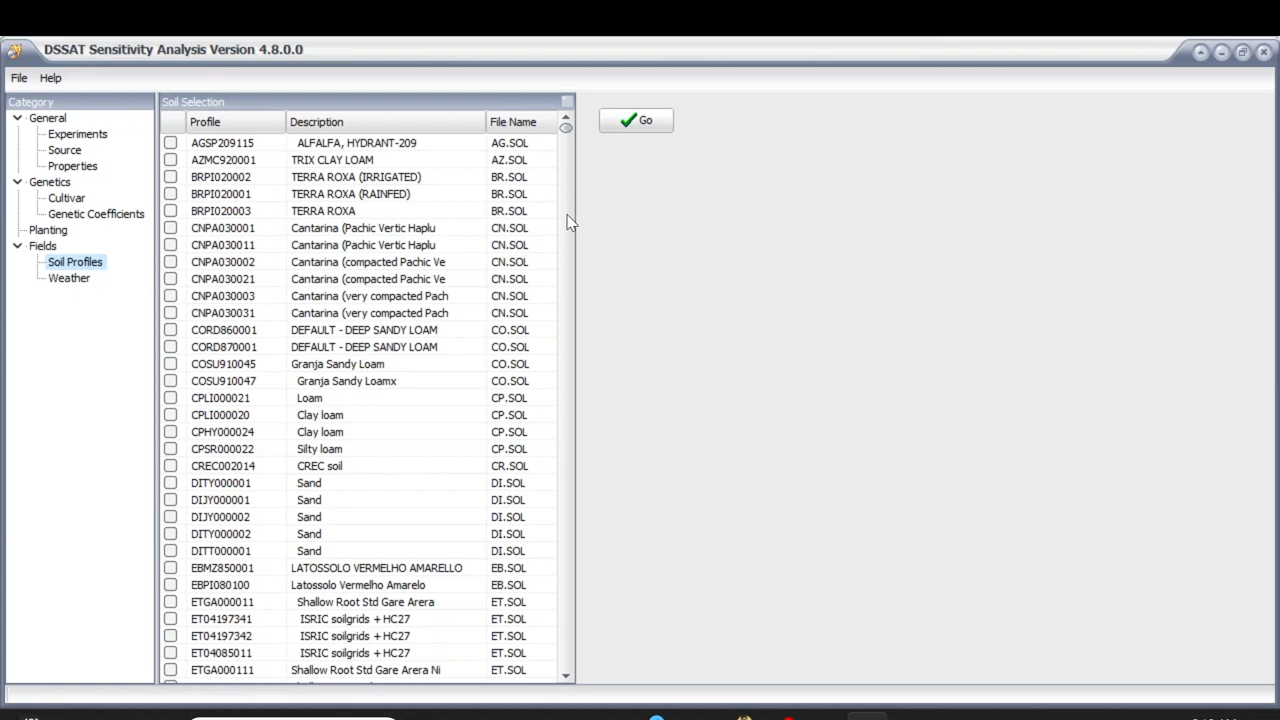 DSSAT Sensitivity Analysis Version 4.8.0.0
File Help
Category
General
Experiments
Source
Properties
Genetics
Cultivar
Genetic Coefficients
Planting
Fields
Soil Profiles
Weather
Soil Selection
Profile Description File Name
AGSP209115 ALFALFA, HYDRANT-209 AG.SOL
AZMC920001 TRIX CLAY LOAM AZ.SOL
BRPI020002 TERRA ROXA (IRRIGATED) BR.SOL
BRPI020001 TERRA ROXA (RAINFED) BR.SOL
BRPI020003 TERRA ROXA BR.SOL
CNPA030001 Cantarina (Pachic Vertic Haplu CN.SOL
CNPA030011 Cantarina (Pachic Vertic Haplu CN.SOL
CNPA030002 Cantarina (compacted Pachic Ve CN.SOL
CNPA030021 Cantarina (compacted Pachic Ve CN.SOL
CNPA030003 Cantarina (very compacted Pach CN.SOL
CNPA030031 Cantarina (very compacted Pach CN.SOL
CORD860001 DEFAULT - DEEP SANDY LOAM CO.SOL
CORD870001 DEFAULT - DEEP SANDY LOAM CO.SOL
COSU910045 Granja Sandy Loam CO.SOL
COSU910047 Granja Sandy Loamx CO.SOL
CPLI000021 Loam CP.SOL
CPLI000020 Clay loam CP.SOL
CPHY000024 Clay loam CP.SOL
CPSR000022 Silty loam CP.SOL
CREC002014 CREC soil CR.SOL
DITY000001 Sand DI.SOL
DIJY000001 Sand DI.SOL
DIJY000002 Sand DI.SOL
DITY000002 Sand DI.SOL
DITT000001 Sand DI.SOL
EBMZ850001 LATOSSOLO VERMELHO AMARELLO EB.SOL
EBPI080100 Latossolo Vermelho Amarelo EB.SOL
ETGA000011 Shallow Root Std Gare Arera ET.SOL
ET04197341 ISRIC soilgrids + HC27 ET.SOL
ET04197342 ISRIC soilgrids + HC27 ET.SOL
ET04085011 ISRIC soilgrids + HC27 ET.SOL
ETGA000111 Shallow Root Std Gare Arera Ni ET.SOL
Go